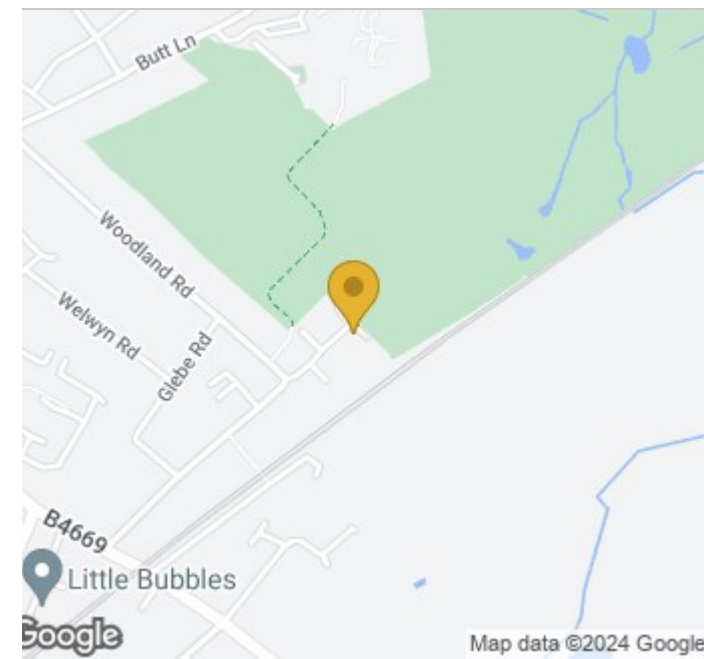 Butt Ln
Woodland Rd
Welwyn Rd
Glebe Rd
B4669
Little Bubbles
Google
Map data ©2024 Google